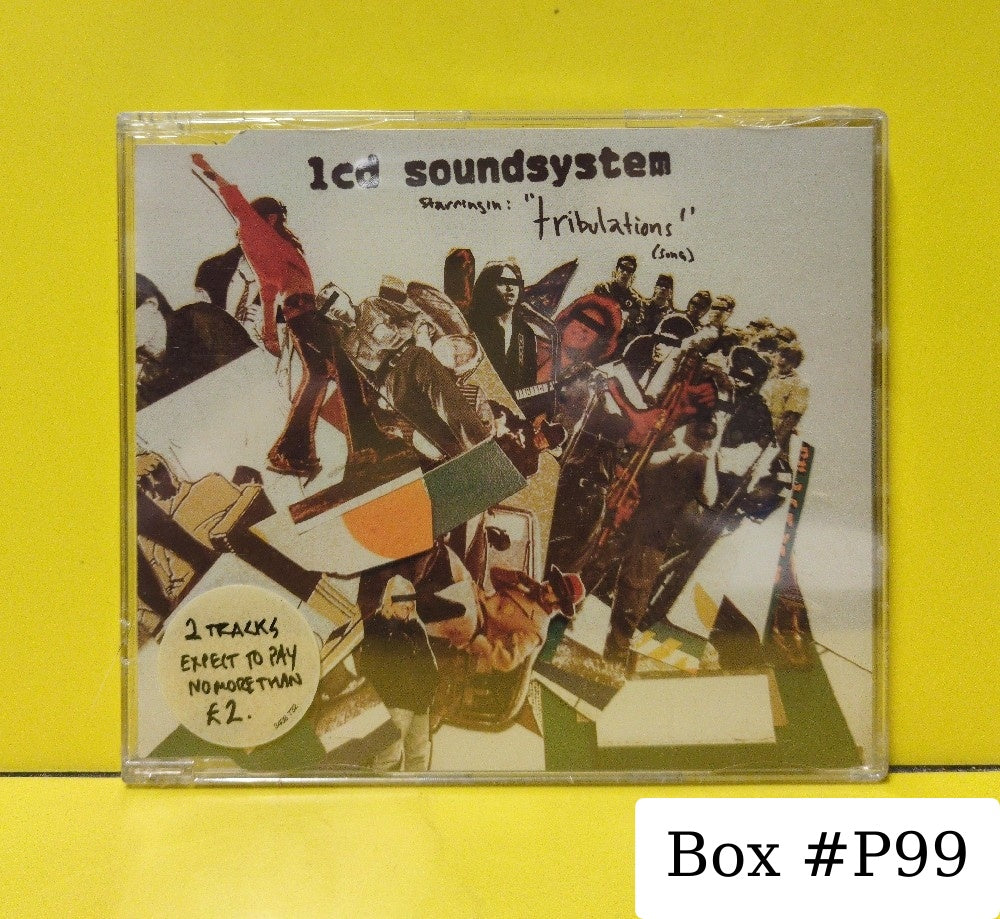 lcd soundsystem
starring in: "tribulations"
(song)
2 TRACKS
EXPECT TO PAY
NO MORE THAN
£2.
Box #P99